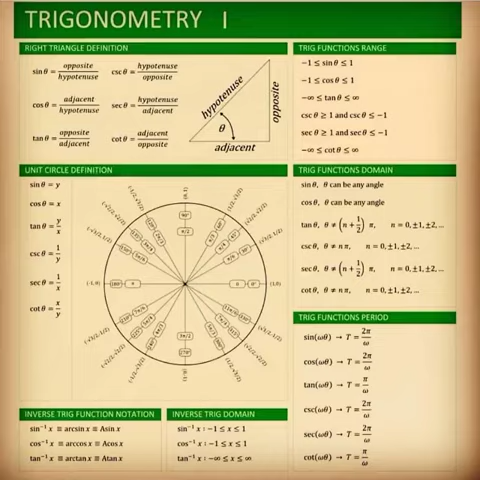 TRIGONOMETRY I
RIGHT TRIANGLE DEFINITION
sin θ = opposite/hypotenuse csc θ = hypotenuse/opposite
cos θ = adjacent/hypotenuse sec θ = hypotenuse/adjacent
tan θ = opposite/adjacent cot θ = adjacent/opposite
hypotenuse
opposite
θ
adjacent
UNIT CIRCLE DEFINITION
sin θ = y
cos θ = x
tan θ = y/x
csc θ = 1/y
sec θ = 1/x
cot θ = x/y
(0,1)
90°
π/2
(-1,0) 180° π
0 0° (1,0)
3π/2
270°
INVERSE TRIG FUNCTION NOTATION
sin⁻¹ x ≡ arcsin x ≡ Asin x
cos⁻¹ x ≡ arccos x ≡ Acos x
tan⁻¹ x ≡ arctan x ≡ Atan x
INVERSE TRIG DOMAIN
sin⁻¹ x : −1 ≤ x ≤ 1
cos⁻¹ x : −1 ≤ x ≤ 1
tan⁻¹ x : −∞ ≤ x ≤ ∞
TRIG FUNCTIONS RANGE
−1 ≤ sin θ ≤ 1
−1 ≤ cos θ ≤ 1
−∞ ≤ tan θ ≤ ∞
csc θ ≥ 1 and csc θ ≤ −1
sec θ ≥ 1 and sec θ ≤ −1
−∞ ≤ cot θ ≤ ∞
TRIG FUNCTIONS DOMAIN
sin θ, θ can be any angle
cos θ, θ can be any angle
tan θ, θ ≠ (n + 1/2) π, n = 0, ±1, ±2, ...
csc θ, θ ≠ n π, n = 0, ±1, ±2, ...
sec θ, θ ≠ (n + 1/2) π, n = 0, ±1, ±2, ...
cot θ, θ ≠ n π, n = 0, ±1, ±2, ...
TRIG FUNCTIONS PERIOD
sin(ωθ) → T = 2π/ω
cos(ωθ) → T = 2π/ω
tan(ωθ) → T = π/ω
csc(ωθ) → T = 2π/ω
sec(ωθ) → T = 2π/ω
cot(ωθ) → T = π/ω